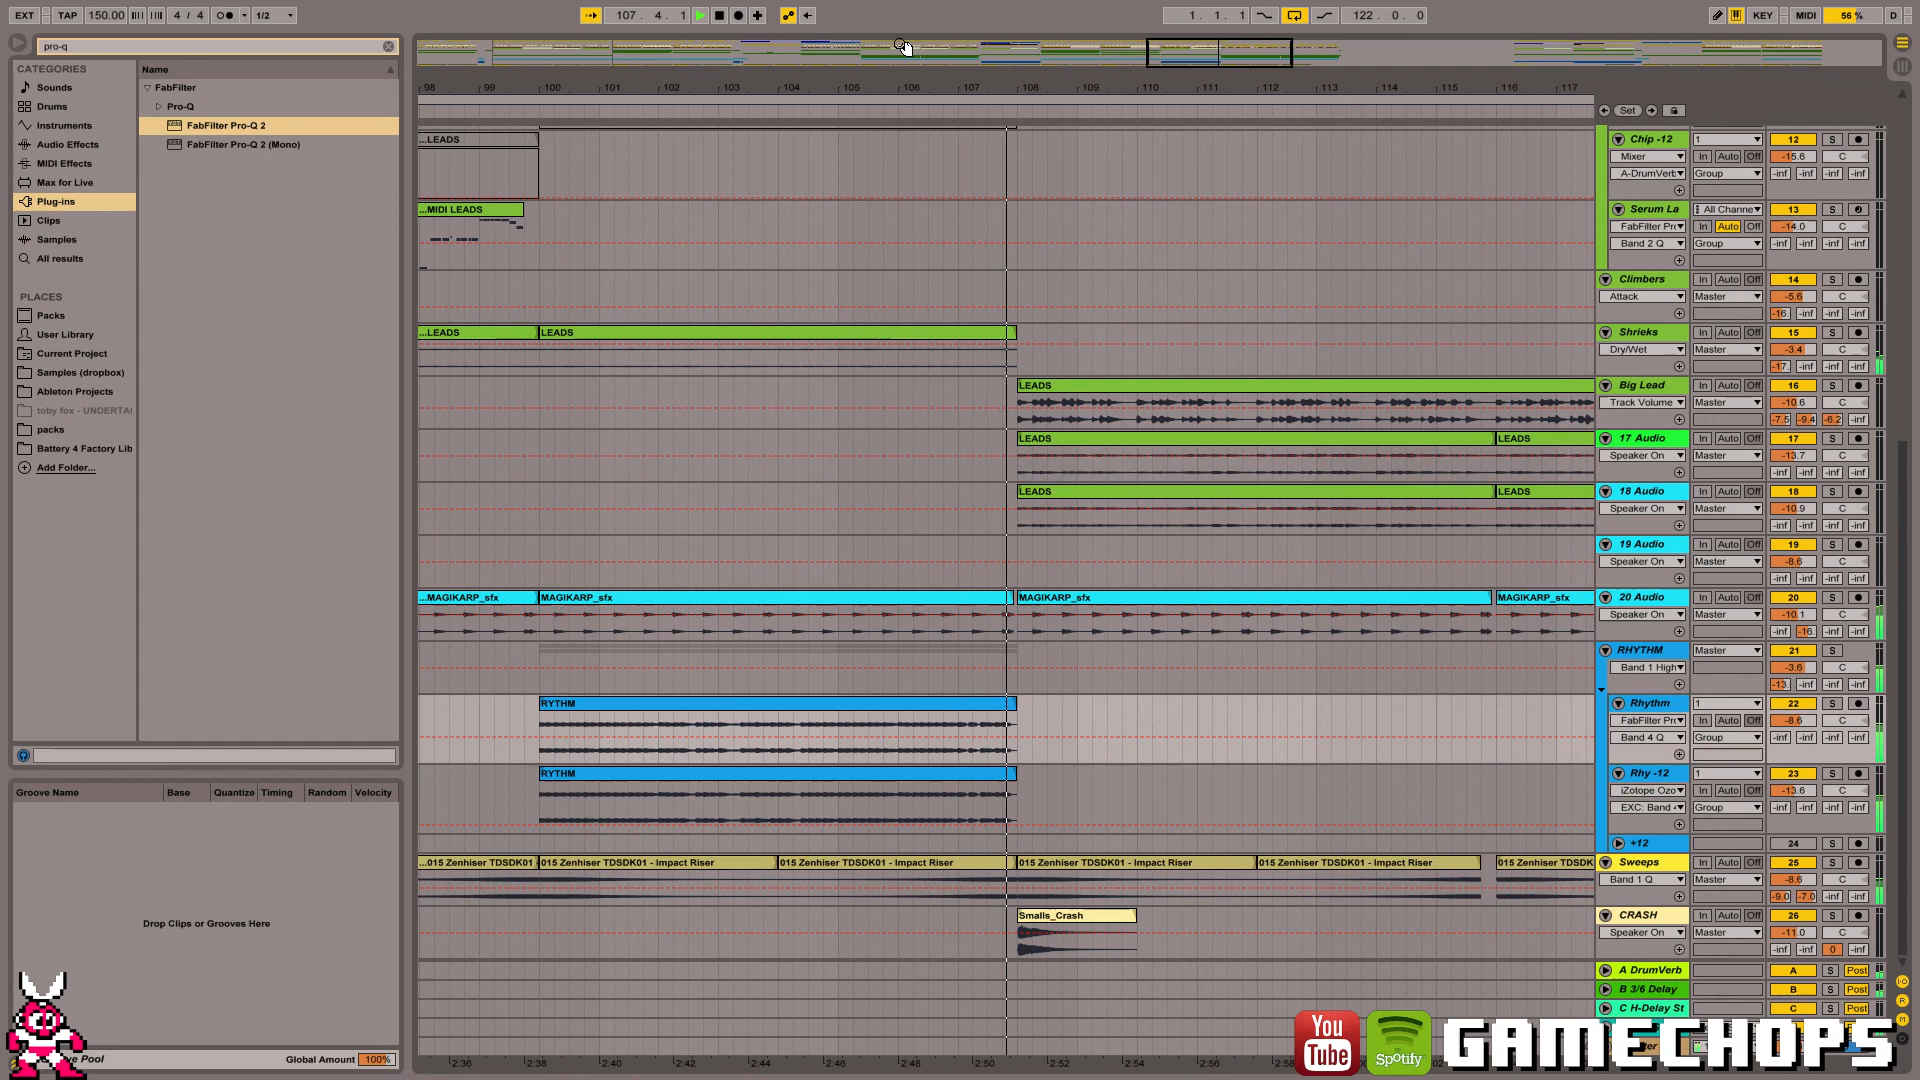 EXT TAP 150.00 4 / 4 1/2 107. 4. 1 1. 1. 1 122. 0. 0 KEY MIDI 56 % D
pro-q
CATEGORIES
Sounds
Drums
Instruments
Audio Effects
MIDI Effects
Max for Live
Plug-ins
Clips
Samples
All results
PLACES
Packs
User Library
Current Project
Samples (dropbox)
Ableton Projects
toby fox - UNDERTAI
packs
Battery 4 Factory Lib
Add Folder...
Name
FabFilter
Pro-Q
FabFilter Pro-Q 2
FabFilter Pro-Q 2 (Mono)
Groove Name Base Quantize Timing Random Velocity
Drop Clips or Grooves Here
Pool Global Amount 100%
98 99 100 101 102 103 104 105 106 107 108 109 110 111 112 113 114 115 116 117
Set
...LEADS
Chip -12 1 12 S
Mixer In Auto Off -15.6 C
A-DrumVerb Group -inf -inf -inf -inf
...MIDI LEADS
Serum La All Channe 13 S
FabFilter Pro In Auto Off -14.0 C
Band 2 Q Group -inf -inf -inf -inf
Climbers In Auto Off 14 S
Attack Master -5.6 C
-16. -inf -inf -inf
...LEADS LEADS
Shrieks In Auto Off 15 S
Dry/Wet Master -3.4 C
-17. -inf -inf -inf
LEADS
Big Lead In Auto Off 16 S
Track Volume Master -10.6 C
-7.5 -9.4 -6.2 -inf
LEADS LEADS
17 Audio In Auto Off 17 S
Speaker On Master -13.7 C
-inf -inf -inf -inf
LEADS LEADS
18 Audio In Auto Off 18 S
Speaker On Master -10.9 C
-inf -inf -inf -inf
19 Audio In Auto Off 19 S
Speaker On Master -8.6 C
-inf -inf -inf -inf
...MAGIKARP_sfx MAGIKARP_sfx MAGIKARP_sfx MAGIKARP_sfx
20 Audio In Auto Off 20 S
Speaker On Master -10.1 C
-inf -16. -inf -inf
RHYTHM Master 21 S
Band 1 High -3.6 C
-13. -inf -inf -inf
RYTHM
Rhythm 1 22 S
FabFilter Pro In Auto Off -8.6 C
Band 4 Q Group -inf -inf -inf -inf
RYTHM
Rhy -12 1 23 S
iZotope Ozo In Auto Off -13.6 C
EXC: Band Group -inf -inf -inf -inf
+12 24 S
...015 Zenhiser TDSDK01 015 Zenhiser TDSDK01 - Impact Riser 015 Zenhiser TDSDK01 - Impact Riser 015 Zenhiser TDSDK01 - Impact Riser 015 Zenhiser TDSDK01 - Impact Riser 015 Zenhiser TDSDK
Sweeps In Auto Off 25 S
Band 1 Q Master -8.6 C
-9.0 -7.0 -inf -inf
Smalls_Crash
CRASH In Auto Off 26 S
Speaker On Master -11.0 C
-inf -inf 0 -inf
A DrumVerb A S Post
B 3/6 Delay B S Post
C H-Delay St C S Post
2:36 2:38 2:40 2:42 2:44 2:46 2:48 2:50 2:52 2:54 2:56 2:58
You
Tube
Spotify
GAMECHOPS